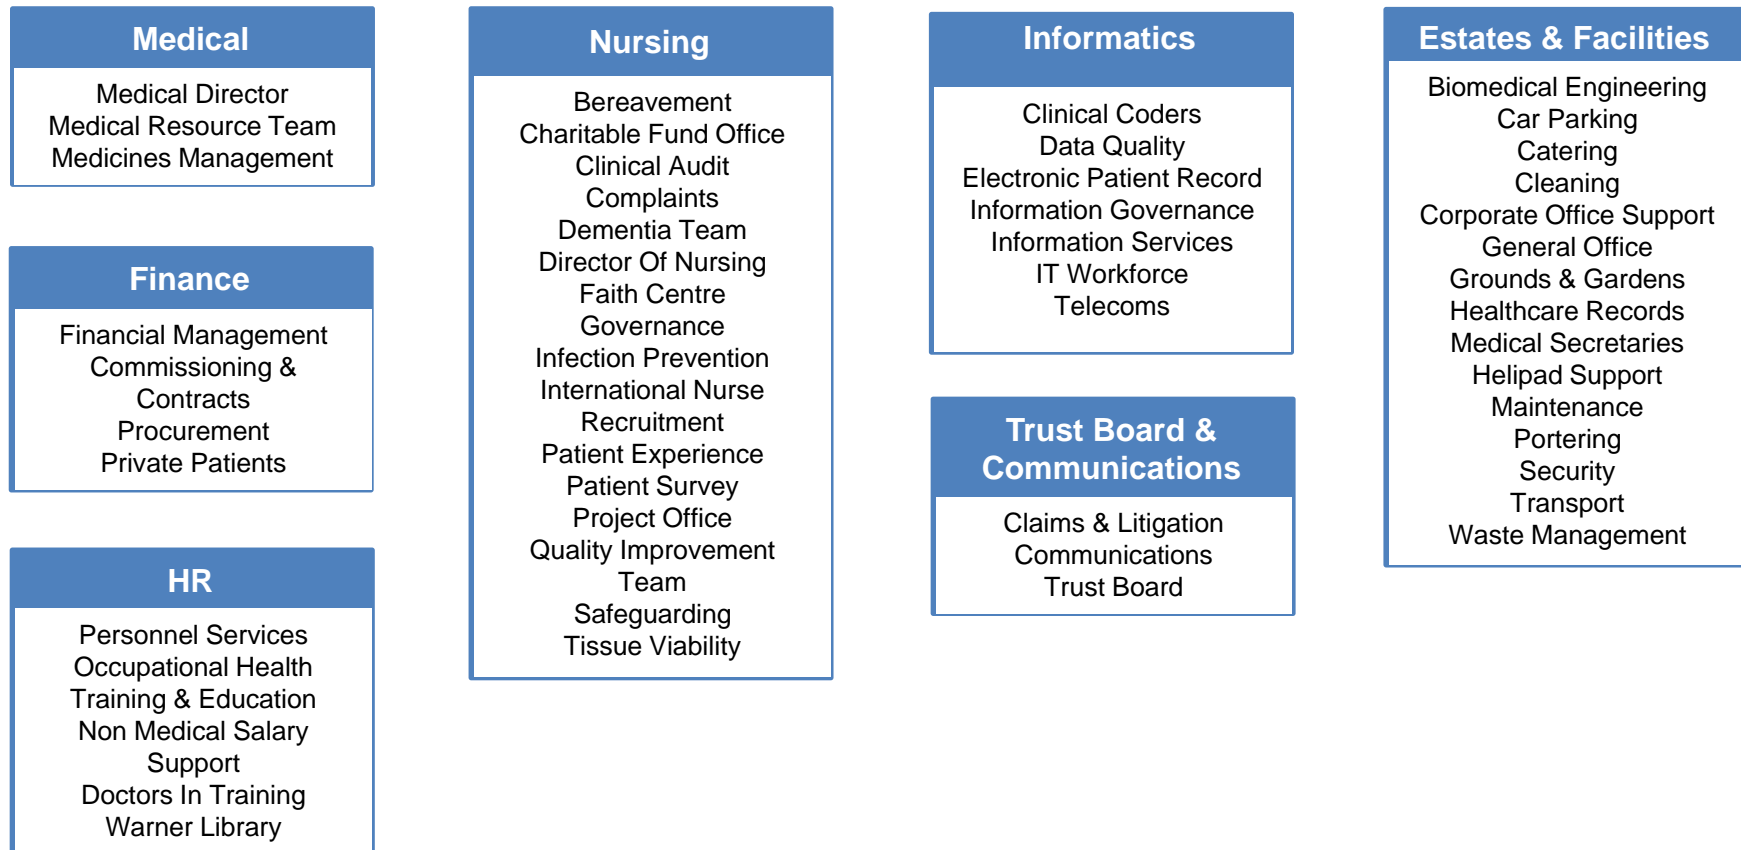 Medical
Medical Director
Medical Resource Team
Medicines Management
Finance
Financial Management
Commissioning &
Contracts
Procurement
Private Patients
HR
Personnel Services
Occupational Health
Training & Education
Non Medical Salary
Support
Doctors In Training
Warner Library
Nursing
Bereavement
Charitable Fund Office
Clinical Audit
Complaints
Dementia Team
Director Of Nursing
Faith Centre
Governance
Infection Prevention
International Nurse
Recruitment
Patient Experience
Patient Survey
Project Office
Quality Improvement
Team
Safeguarding
Tissue Viability
Informatics
Clinical Coders
Data Quality
Electronic Patient Record
Information Governance
Information Services
IT Workforce
Telecoms
Trust Board &
Communications
Claims & Litigation
Communications
Trust Board
Estates & Facilities
Biomedical Engineering
Car Parking
Catering
Cleaning
Corporate Office Support
General Office
Grounds & Gardens
Healthcare Records
Medical Secretaries
Helipad Support
Maintenance
Portering
Security
Transport
Waste Management